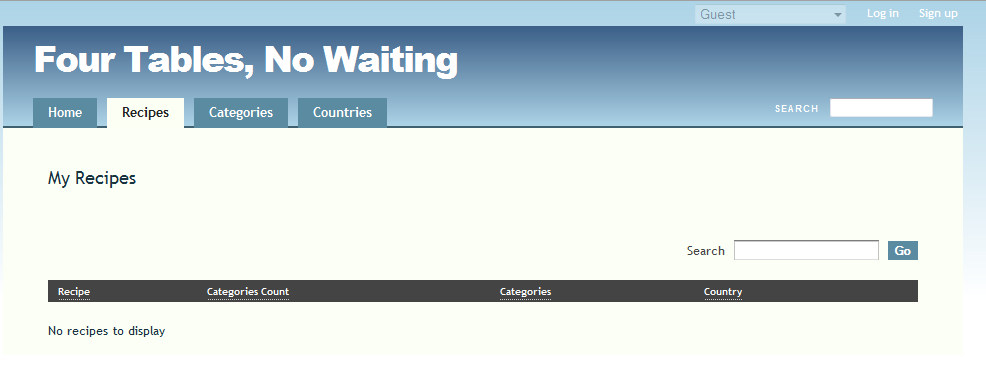 Guest Log in Sign up
Four Tables, No Waiting
Home Recipes Categories Countries SEARCH
My Recipes
Search Go
Recipe Categories Count Categories Country
No recipes to display